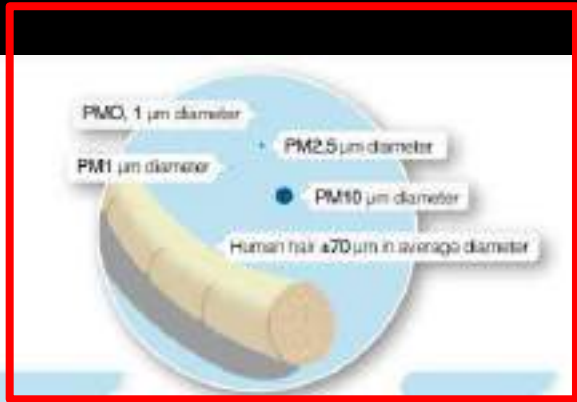 PM0, 1 µm diameter
PM2,5 µm diameter
PM1 µm diameter
PM10 µm diameter
Human hair ±70 µm in average diameter